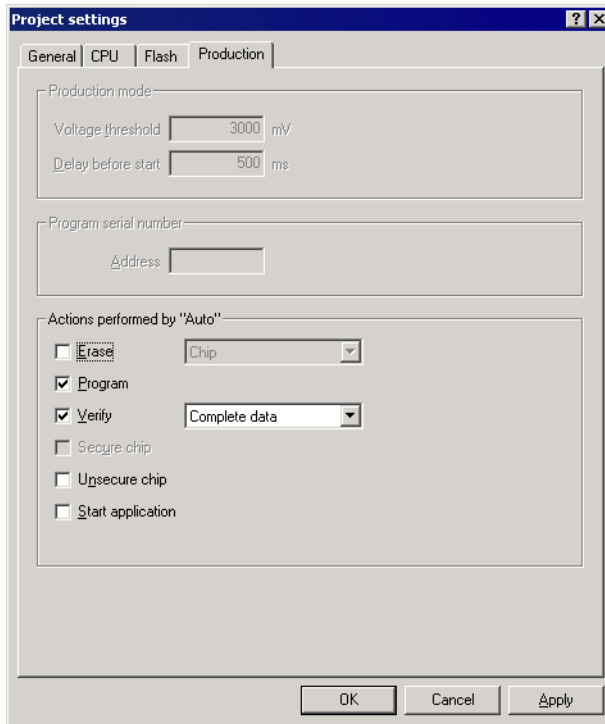 Project settings
General CPU Flash Production
Production mode
Voltage threshold 3000 mV
Delay before start 500 ms
Program serial number
Address
Actions performed by "Auto"
Erase Chip
Program
Verify Complete data
Secure chip
Unsecure chip
Start application
OK Cancel Apply